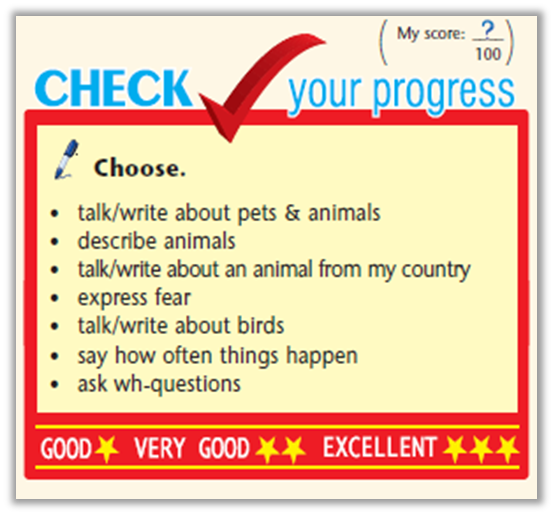 (My score: ?/100)
CHECK your progress
Choose.
• talk/write about pets & animals
• describe animals
• talk/write about an animal from my country
• express fear
• talk/write about birds
• say how often things happen
• ask wh-questions
GOOD ★ VERY GOOD ★★ EXCELLENT ★★★